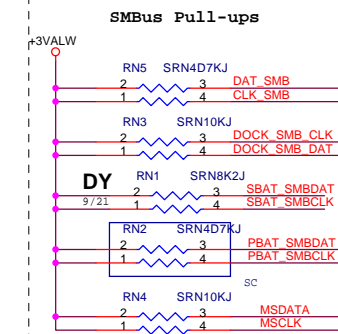 SMBus Pull-ups
+3VALW
RN5 SRN4D7KJ
2 3 DAT_SMB
1 4 CLK_SMB
RN3 SRN10KJ
2 3 DOCK_SMB_CLK
1 4 DOCK_SMB_DAT
DY RN1 SRN8K2J
2 3 SBAT_SMBDAT
9/21 1 4 SBAT_SMBCLK
RN2 SRN4D7KJ
2 3 PBAT_SMBDAT
1 4 PBAT_SMBCLK
SC
RN4 SRN10KJ
2 3 MSDATA
1 4 MSCLK